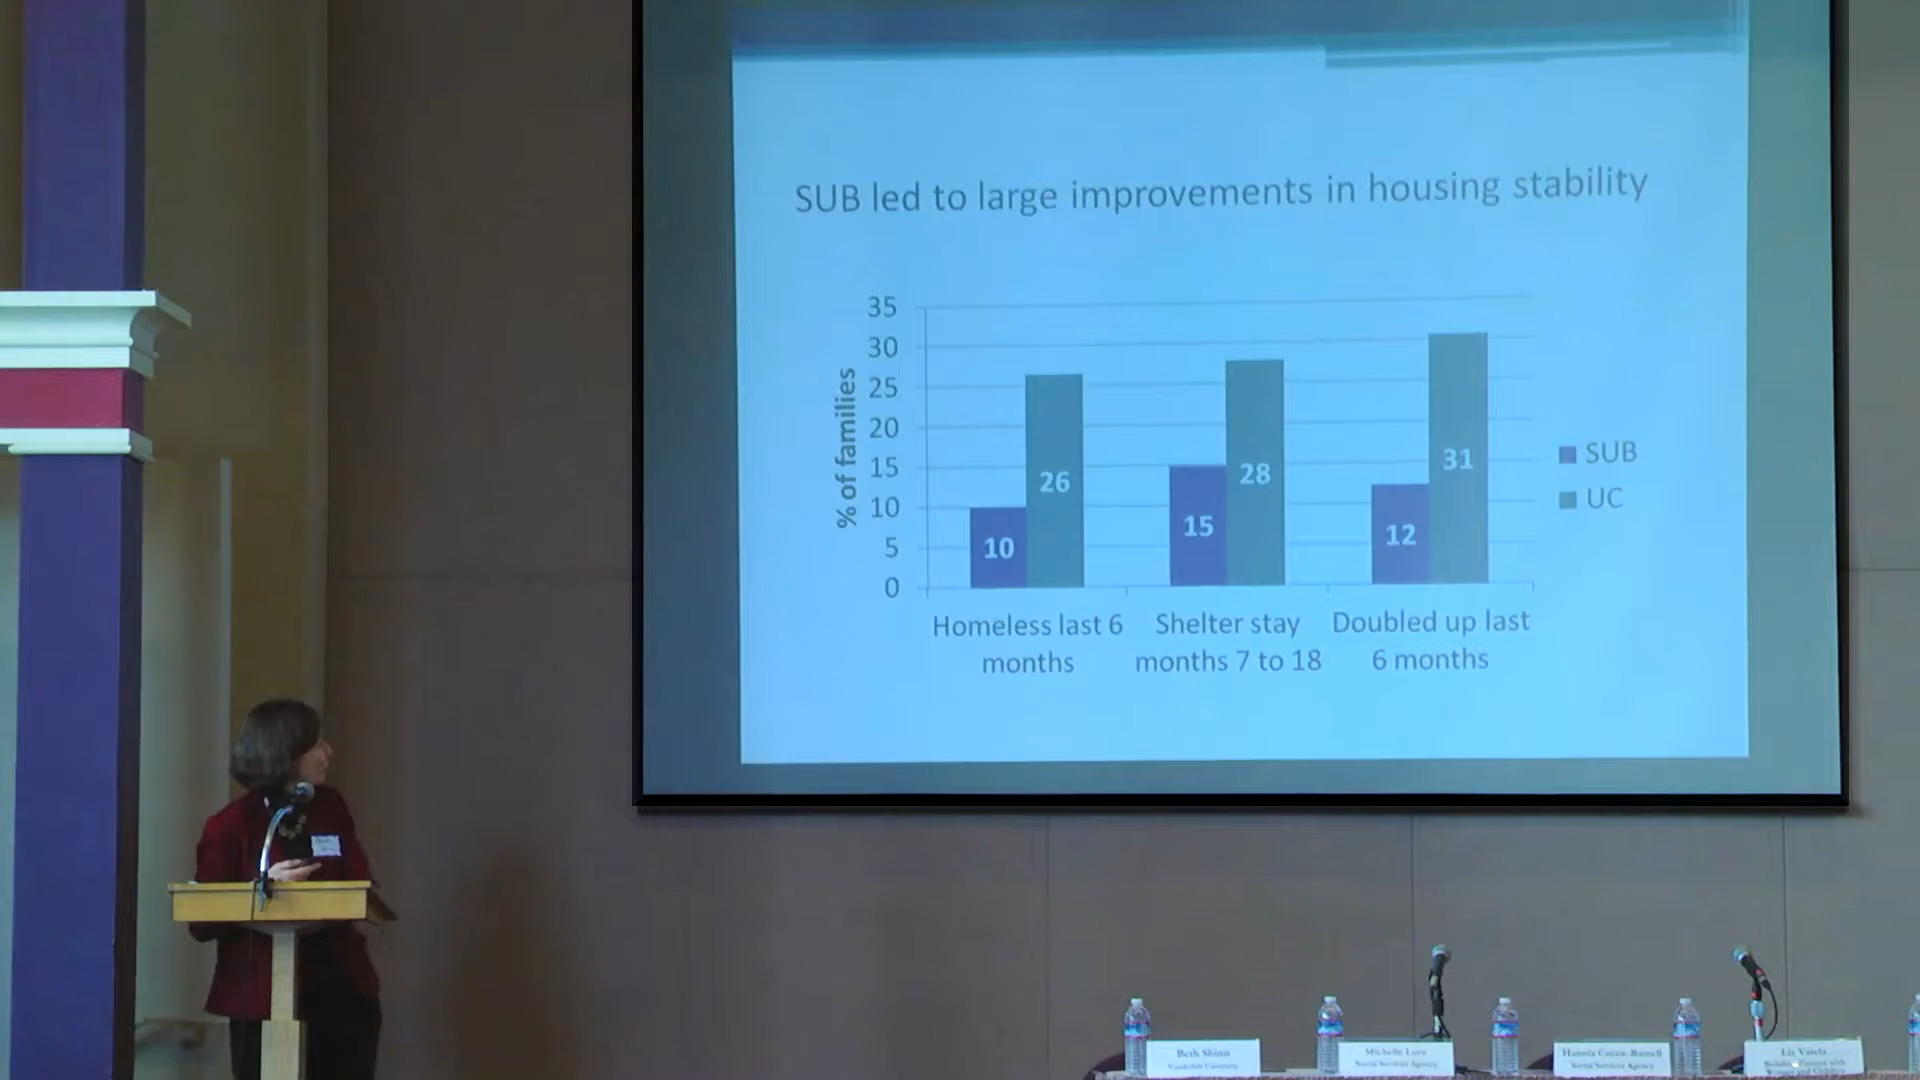 SUB led to large improvements in housing stability
% of families
35
30
25
20
15
10
5
0
10
26
15
28
12
31
SUB
UC
Homeless last 6
months
Shelter stay
months 7 to 18
Doubled up last
6 months
Beth Shinn
Vanderbilt University
Michelle
Social Services Agency
Social Services Agency
Liz Varela